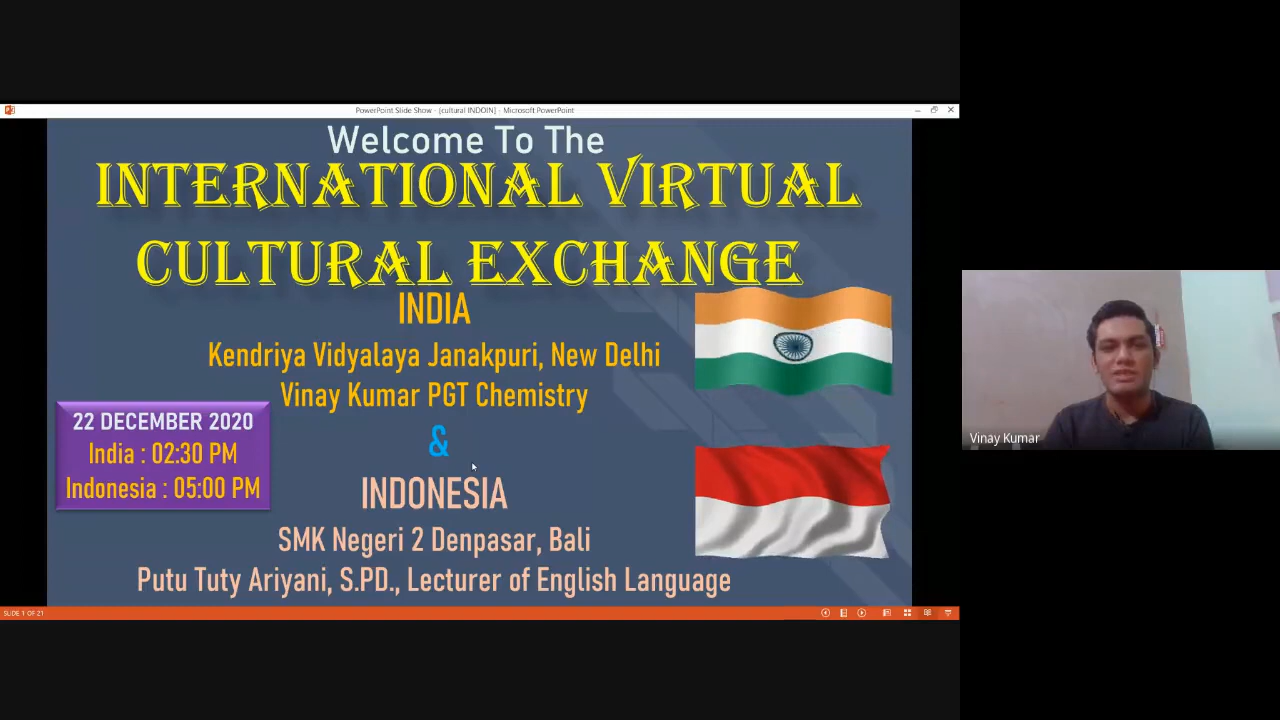 PowerPoint Slide Show - [cultural INDOIN] - Microsoft PowerPoint
Welcome To The
INTERNATIONAL VIRTUAL
CULTURAL EXCHANGE
INDIA
Kendriya Vidyalaya Janakpuri, New Delhi
Vinay Kumar PGT Chemistry
22 DECEMBER 2020
India : 02:30 PM
Indonesia : 05:00 PM
&
INDONESIA
SMK Negeri 2 Denpasar, Bali
Putu Tuty Ariyani, S.PD., Lecturer of English Language
SLIDE 1 OF 21
Vinay Kumar